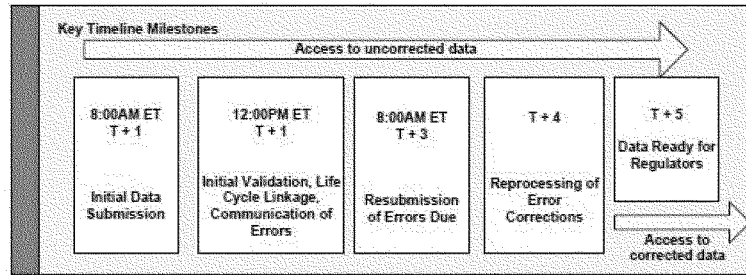 Key Timeline Milestones
Access to uncorrected data
8:00AM ET
T + 1
Initial Data
Submission
12:00PM ET
T + 1
Initial Validation, Life
Cycle Linkage,
Communication of
Errors
8:00AM ET
T + 3
Resubmission
of Errors Due
T + 4
Reprocessing of
Error
Corrections
T + 5
Data Ready for
Regulators
Access to
corrected data